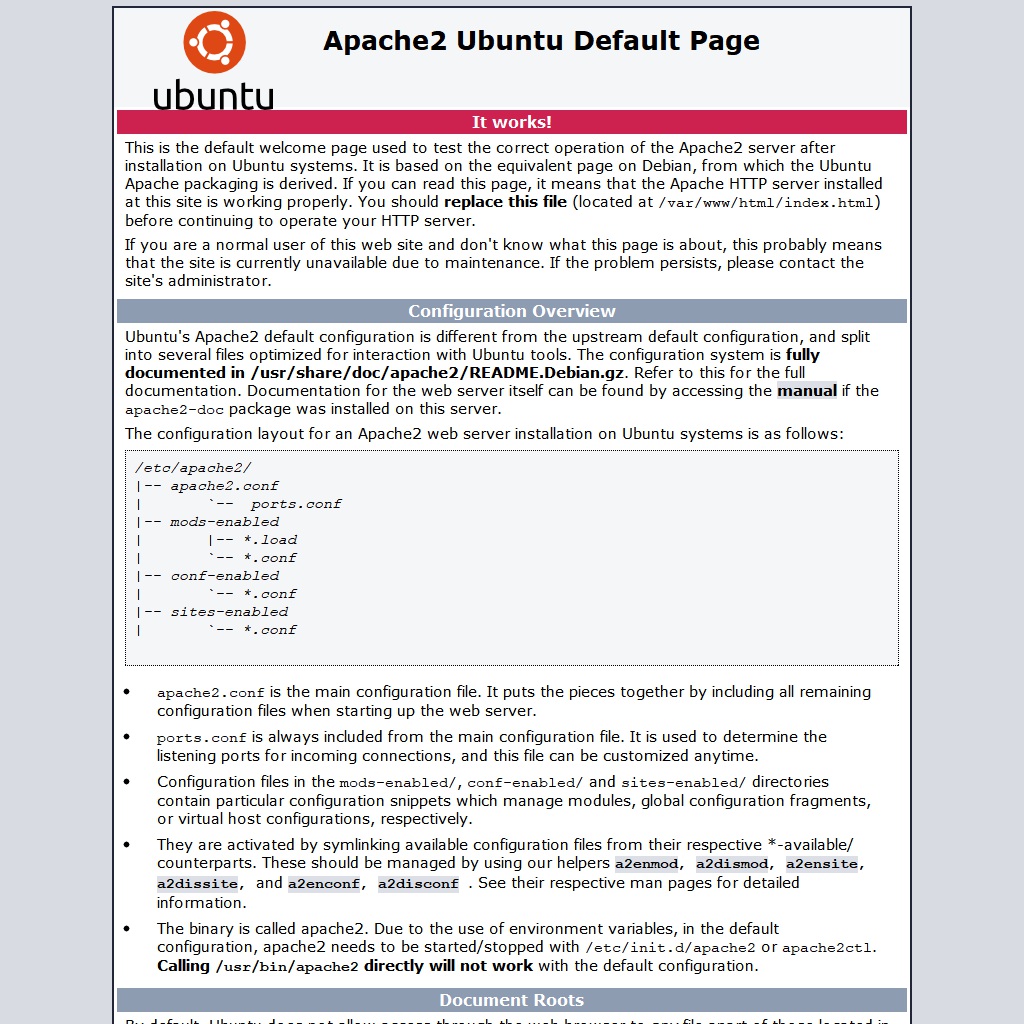 ubuntu
Apache2 Ubuntu Default Page
It works!
This is the default welcome page used to test the correct operation of the Apache2 server after
installation on Ubuntu systems. It is based on the equivalent page on Debian, from which the Ubuntu
Apache packaging is derived. If you can read this page, it means that the Apache HTTP server installed
at this site is working properly. You should replace this file (located at /var/www/html/index.html)
before continuing to operate your HTTP server.
If you are a normal user of this web site and don't know what this page is about, this probably means
that the site is currently unavailable due to maintenance. If the problem persists, please contact the
site's administrator.
Configuration Overview
Ubuntu's Apache2 default configuration is different from the upstream default configuration, and split
into several files optimized for interaction with Ubuntu tools. The configuration system is fully
documented in /usr/share/doc/apache2/README.Debian.gz. Refer to this for the full
documentation. Documentation for the web server itself can be found by accessing the manual if the
apache2-doc package was installed on this server.
The configuration layout for an Apache2 web server installation on Ubuntu systems is as follows:
/etc/apache2/
|-- apache2.conf
|       `--  ports.conf
|-- mods-enabled
|       |-- *.load
|       `-- *.conf
|-- conf-enabled
|       `-- *.conf
|-- sites-enabled
|       `-- *.conf
• apache2.conf is the main configuration file. It puts the pieces together by including all remaining
configuration files when starting up the web server.
• ports.conf is always included from the main configuration file. It is used to determine the
listening ports for incoming connections, and this file can be customized anytime.
• Configuration files in the mods-enabled/, conf-enabled/ and sites-enabled/ directories
contain particular configuration snippets which manage modules, global configuration fragments,
or virtual host configurations, respectively.
• They are activated by symlinking available configuration files from their respective *-available/
counterparts. These should be managed by using our helpers a2enmod, a2dismod, a2ensite,
a2dissite, and a2enconf, a2disconf . See their respective man pages for detailed
information.
• The binary is called apache2. Due to the use of environment variables, in the default
configuration, apache2 needs to be started/stopped with /etc/init.d/apache2 or apache2ctl.
Calling /usr/bin/apache2 directly will not work with the default configuration.
Document Roots
By default, Ubuntu does not allow access through the web browser to any file apart of those located in